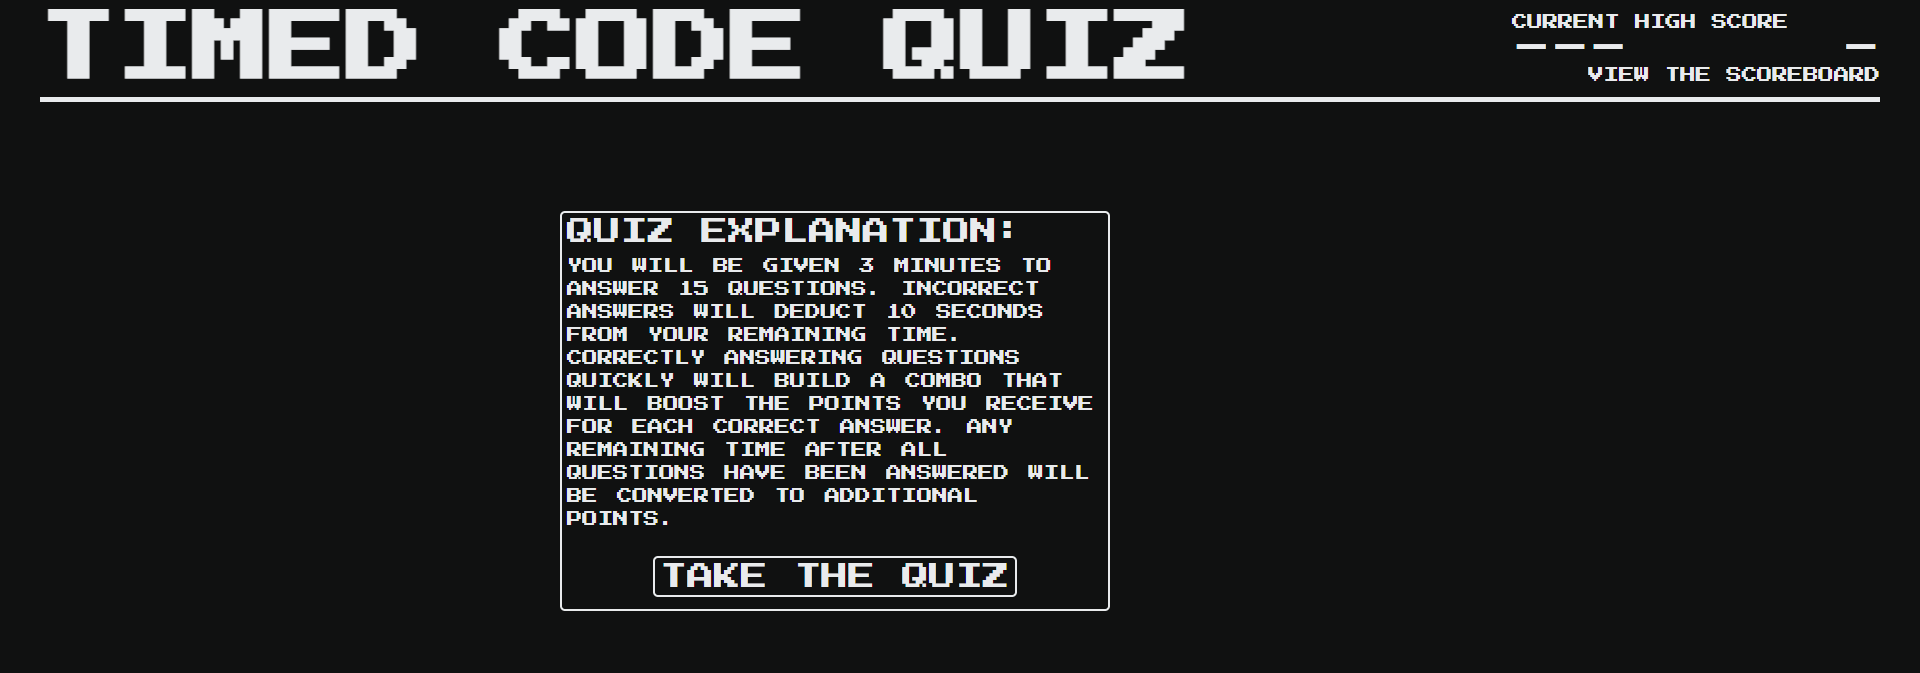 TIMED CODE QUIZ
CURRENT HIGH SCORE
--- -
VIEW THE SCOREBOARD
QUIZ EXPLANATION:
YOU WILL BE GIVEN 3 MINUTES TO
ANSWER 15 QUESTIONS. INCORRECT
ANSWERS WILL DEDUCT 10 SECONDS
FROM YOUR REMAINING TIME.
CORRECTLY ANSWERING QUESTIONS
QUICKLY WILL BUILD A COMBO THAT
WILL BOOST THE POINTS YOU RECEIVE
FOR EACH CORRECT ANSWER. ANY
REMAINING TIME AFTER ALL
QUESTIONS HAVE BEEN ANSWERED WILL
BE CONVERTED TO ADDITIONAL
POINTS.
TAKE THE QUIZ